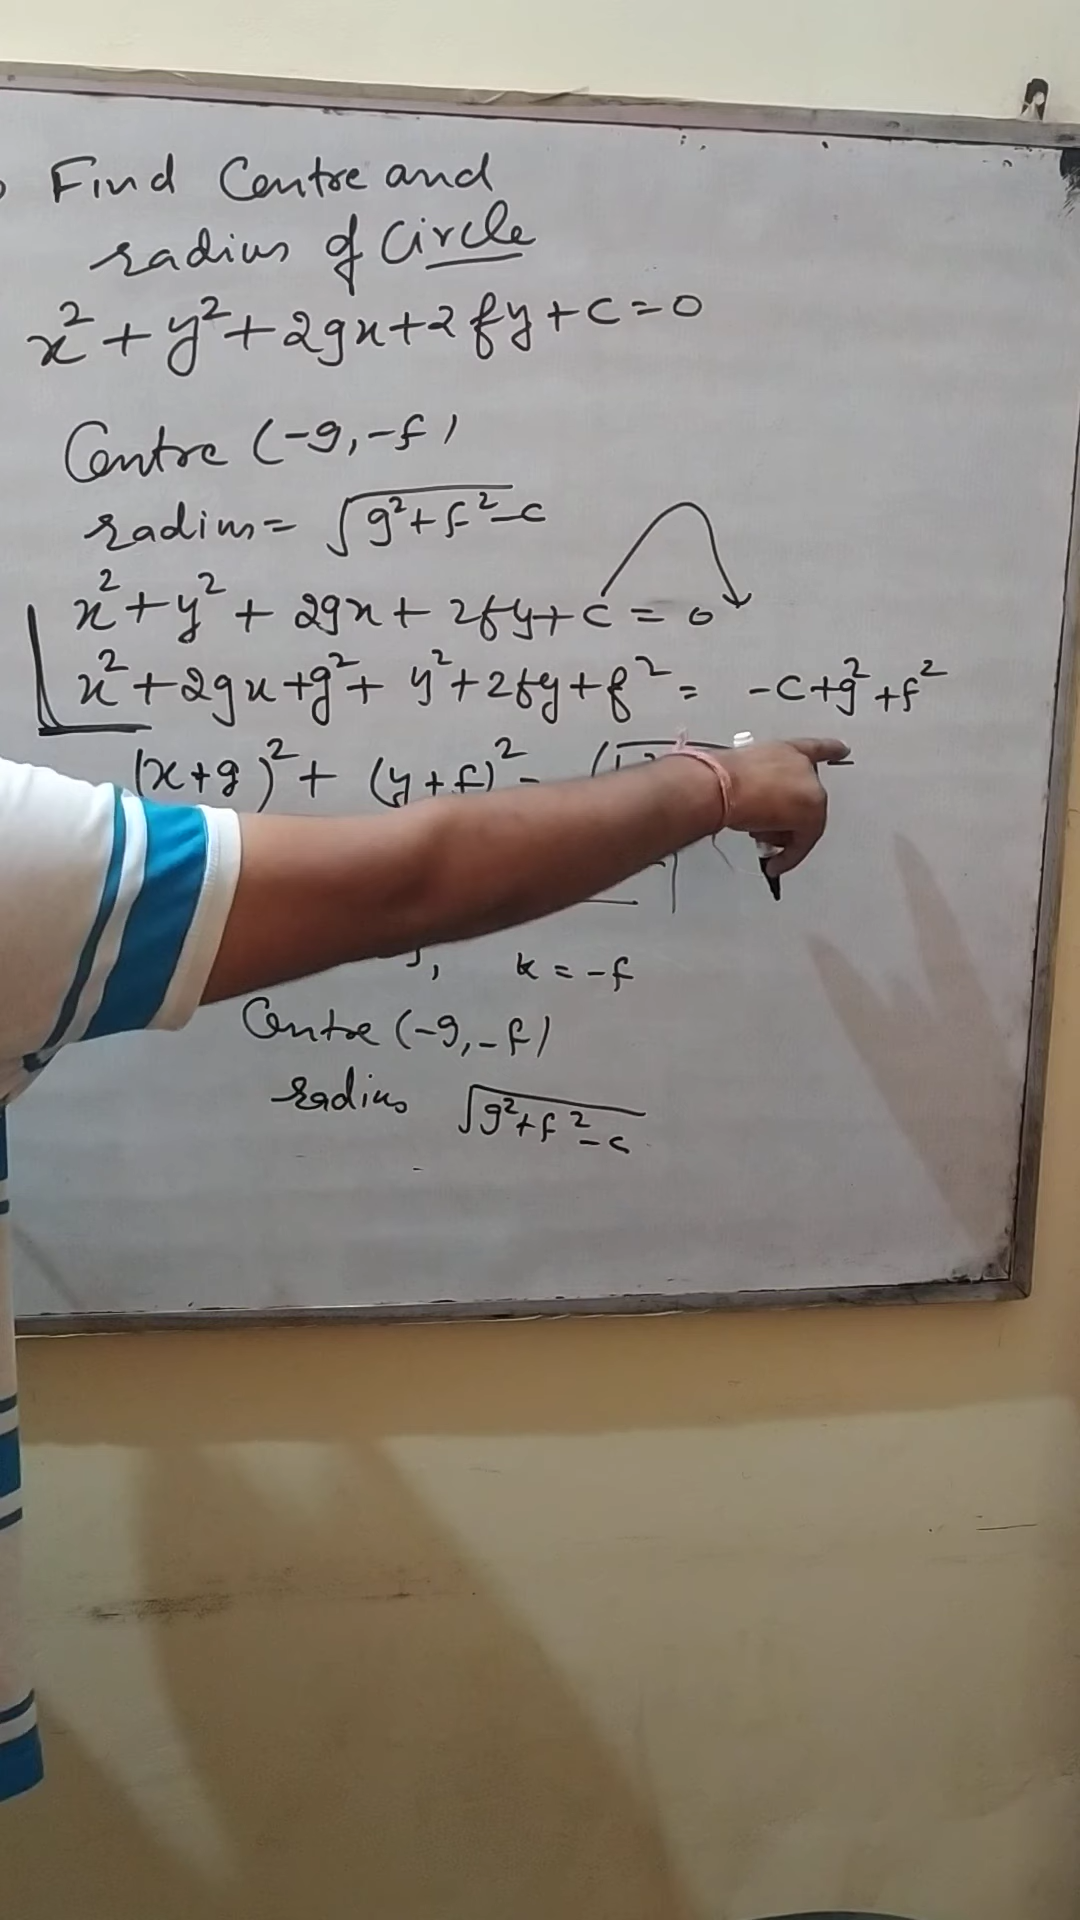 Find Centre and
radius of Circle
x² + y² + 2gx + 2fy + c = 0
Centre (-g, -f)
radius = √g² + f² - c
x² + y² + 2gx + 2fy + c = 0
x² + 2gx + g² + y² + 2fy + f² = -c + g² + f²
(x+g)² + (y+f)²
, k = -f
Centre (-g, -f)
radius √g² + f² - c